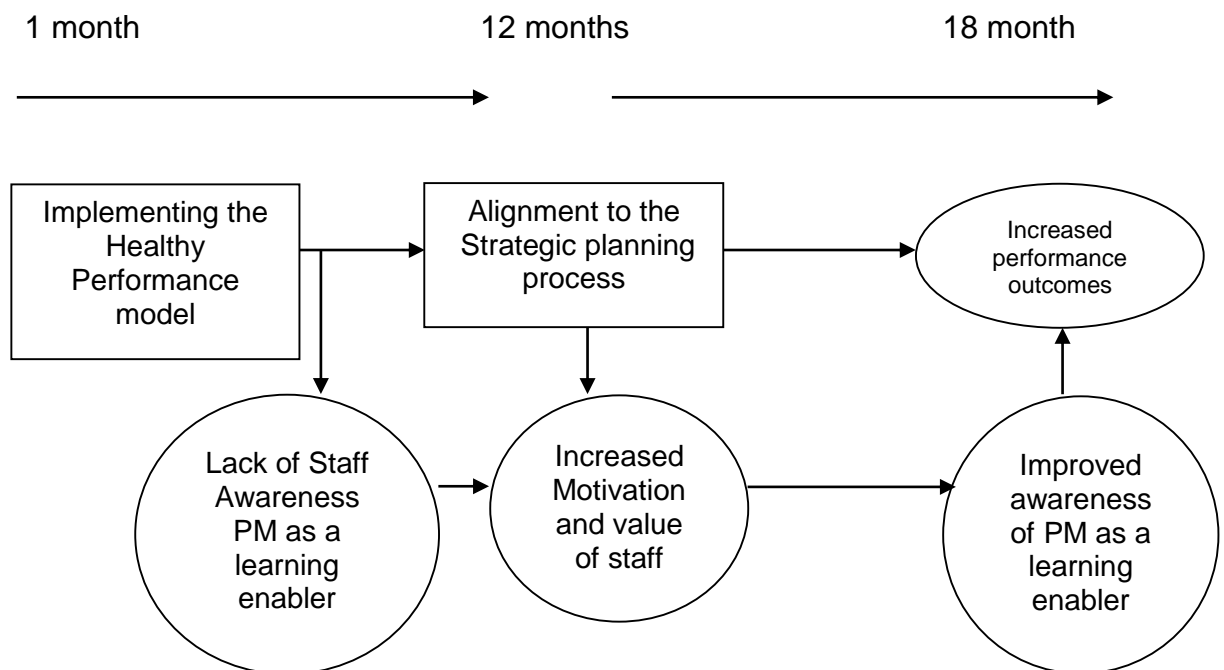 1 month
12 months
18 month
Implementing the
Healthy
Performance
model
Alignment to the
Strategic planning
process
Increased
performance
outcomes
Lack of Staff
Awareness
PM as a
learning
enabler
Increased
Motivation
and value
of staff
Improved
awareness
of PM as a
learning
enabler